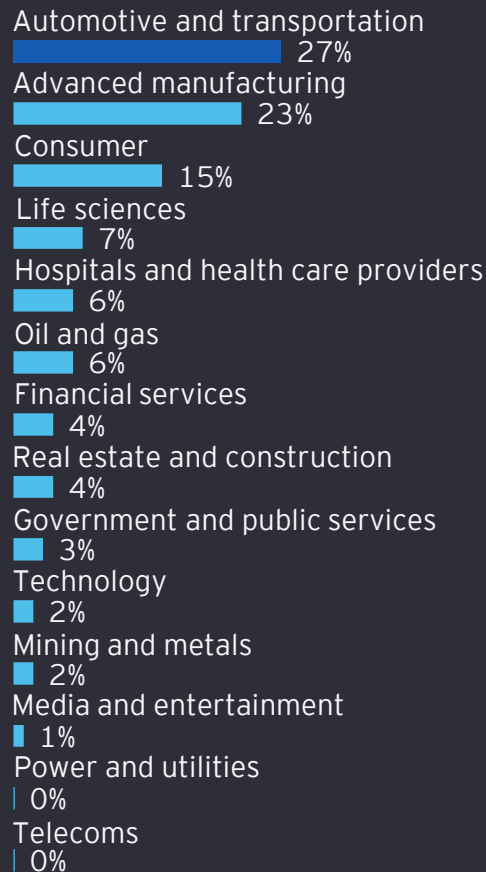 Automotive and transportation
27%
Advanced manufacturing
23%
Consumer
15%
Life sciences
7%
Hospitals and health care providers
6%
Oil and gas
6%
Financial services
4%
Real estate and construction
4%
Government and public services
3%
Technology
2%
Mining and metals
2%
Media and entertainment
1%
Power and utilities
0%
Telecoms
0%